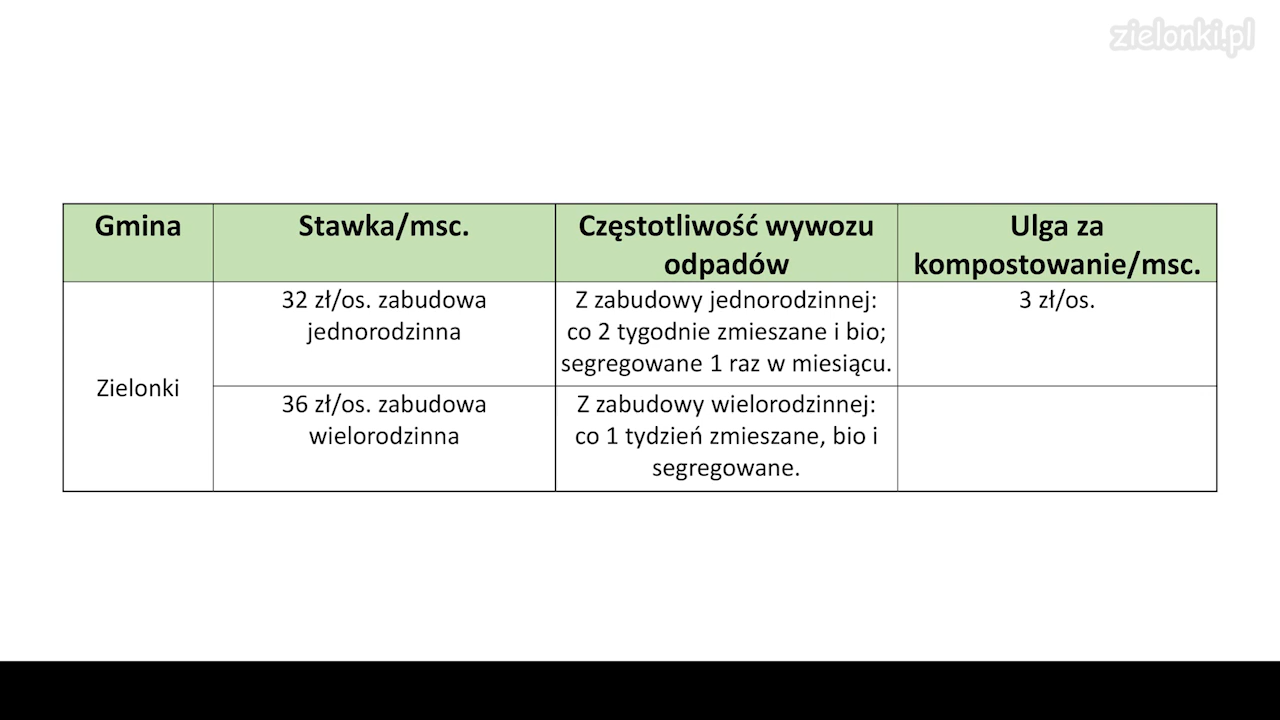 zielonki.pl
Gmina
Stawka/msc.
Częstotliwość wywozu
odpadów
Ulga za
kompostowanie/msc.
Zielonki
32 zł/os. zabudowa
jednorodzinna
Z zabudowy jednorodzinnej:
co 2 tygodnie zmieszane i bio;
segregowane 1 raz w miesiącu.
3 zł/os.
36 zł/os. zabudowa
wielorodzinna
Z zabudowy wielorodzinnej:
co 1 tydzień zmieszane, bio i
segregowane.